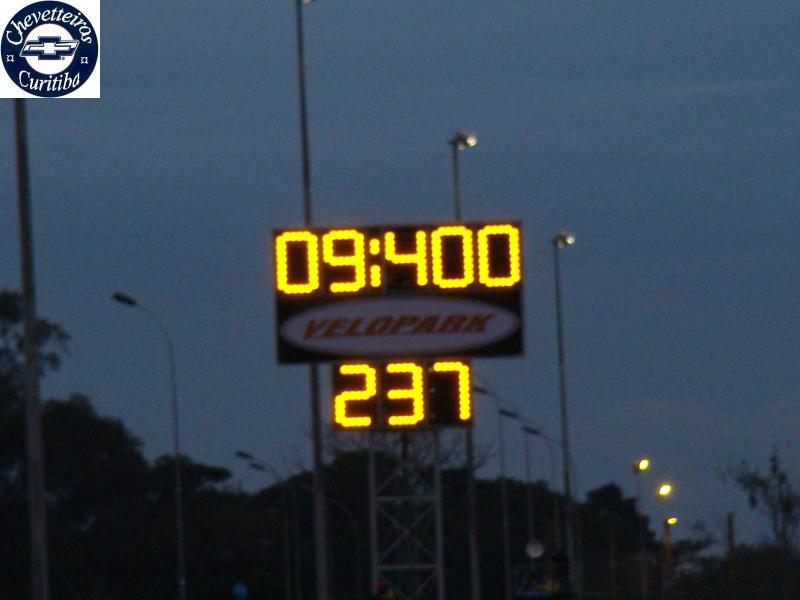 Chevetteiros
Curitiba
09:400
VELOPARK
237